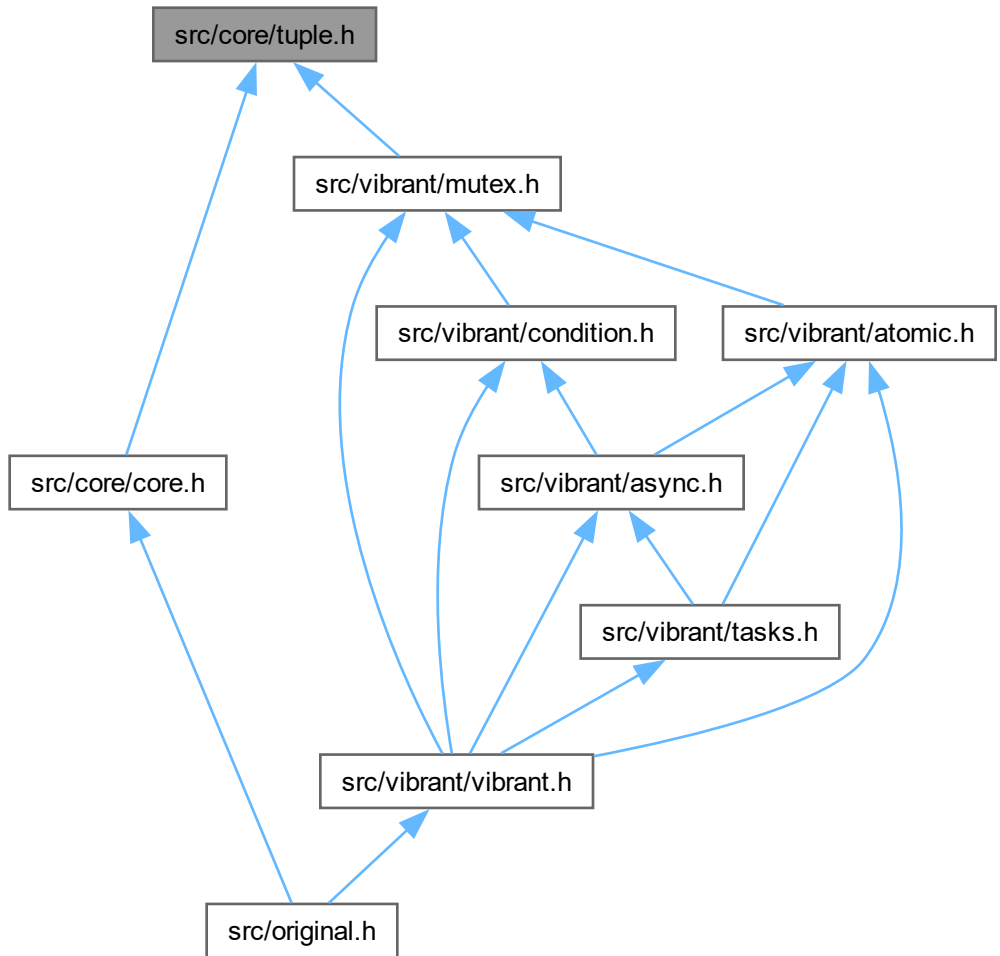 src/core/tuple.h
src/vibrant/mutex.h
src/vibrant/condition.h
src/vibrant/atomic.h
src/core/core.h
src/vibrant/async.h
src/vibrant/tasks.h
src/vibrant/vibrant.h
src/original.h